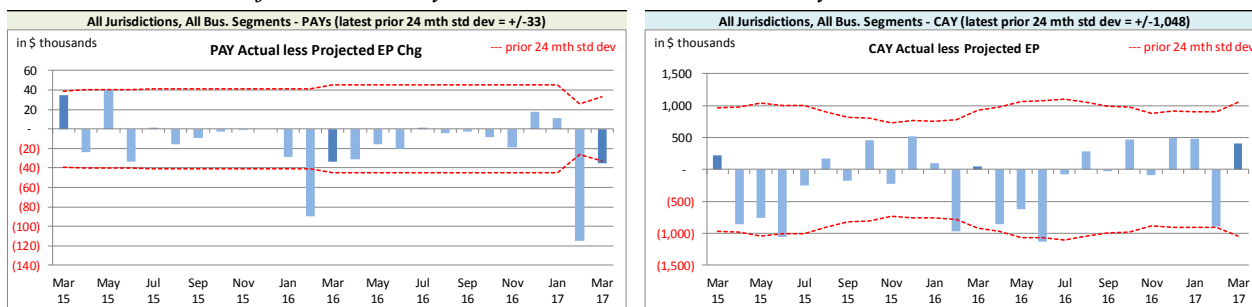 All Jurisdictions, All Bus. Segments - PAYs (latest prior 24 mth std dev = +/-33)
in $ thousands
PAY Actual less Projected EP Chg
--- prior 24 mth std dev
60
40
20
-
(20)
(40)
(60)
(80)
(100)
(120)
(140)
Mar 15 May 15 Jul 15 Sep 15 Nov 15 Jan 16 Mar 16 May 16 Jul 16 Sep 16 Nov 16 Jan 17 Mar 17
All Jurisdictions, All Bus. Segments - CAY (latest prior 24 mth std dev = +/-1,048)
in $ thousands
CAY Actual less Projected EP
--- prior 24 mth std dev
1,500
1,000
500
-
(500)
(1,000)
(1,500)
Mar 15 May 15 Jul 15 Sep 15 Nov 15 Jan 16 Mar 16 May 16 Jul 16 Sep 16 Nov 16 Jan 17 Mar 17